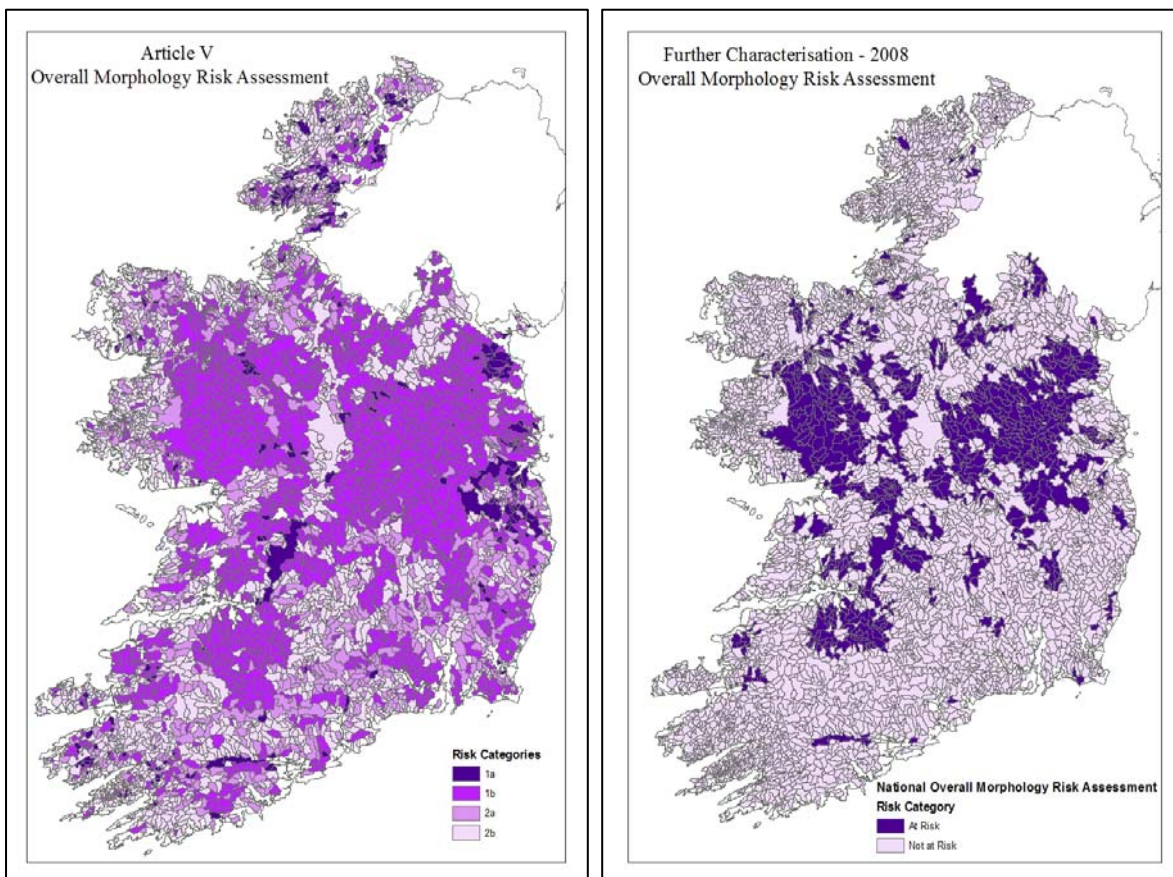 Article V
Overall Morphology Risk Assessment
Risk Categories
1a
1b
2a
2b
Further Characterisation - 2008
Overall Morphology Risk Assessment
National Overall Morphology Risk Assessment
Risk Category
At Risk
Not at Risk